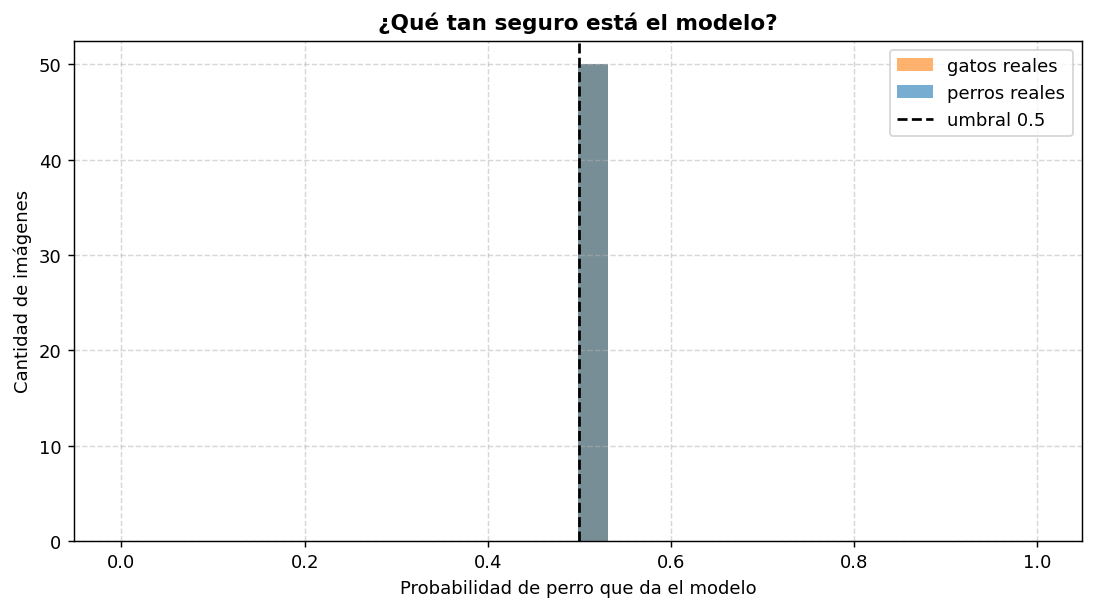 ¿Qué tan seguro está el modelo?
gatos reales
perros reales
umbral 0.5
Cantidad de imágenes
50
40
30
20
10
0
0.0 0.2 0.4 0.6 0.8 1.0
Probabilidad de perro que da el modelo